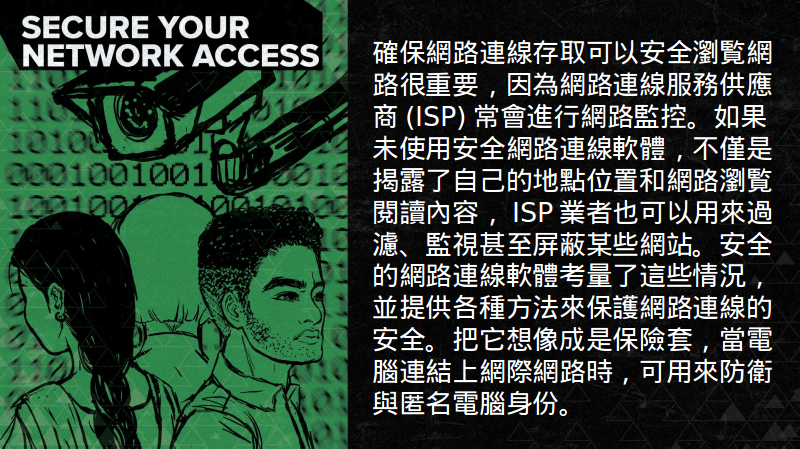 SECURE YOUR
NETWORK ACCESS
確保網路連線存取可以安全瀏覽網
路很重要，因為網路連線服務供應
商 (ISP) 常會進行網路監控。如果
未使用安全網路連線軟體，不僅是
揭露了自己的地點位置和網路瀏覽
閱讀內容， ISP 業者也可以用來過
濾、監視甚至屏蔽某些網站。安全
的網路連線軟體考量了這些情況，
並提供各種方法來保護網路連線的
安全。把它想像成是保險套，當電
腦連結上網際網路時，可用來防衛
與匿名電腦身份。